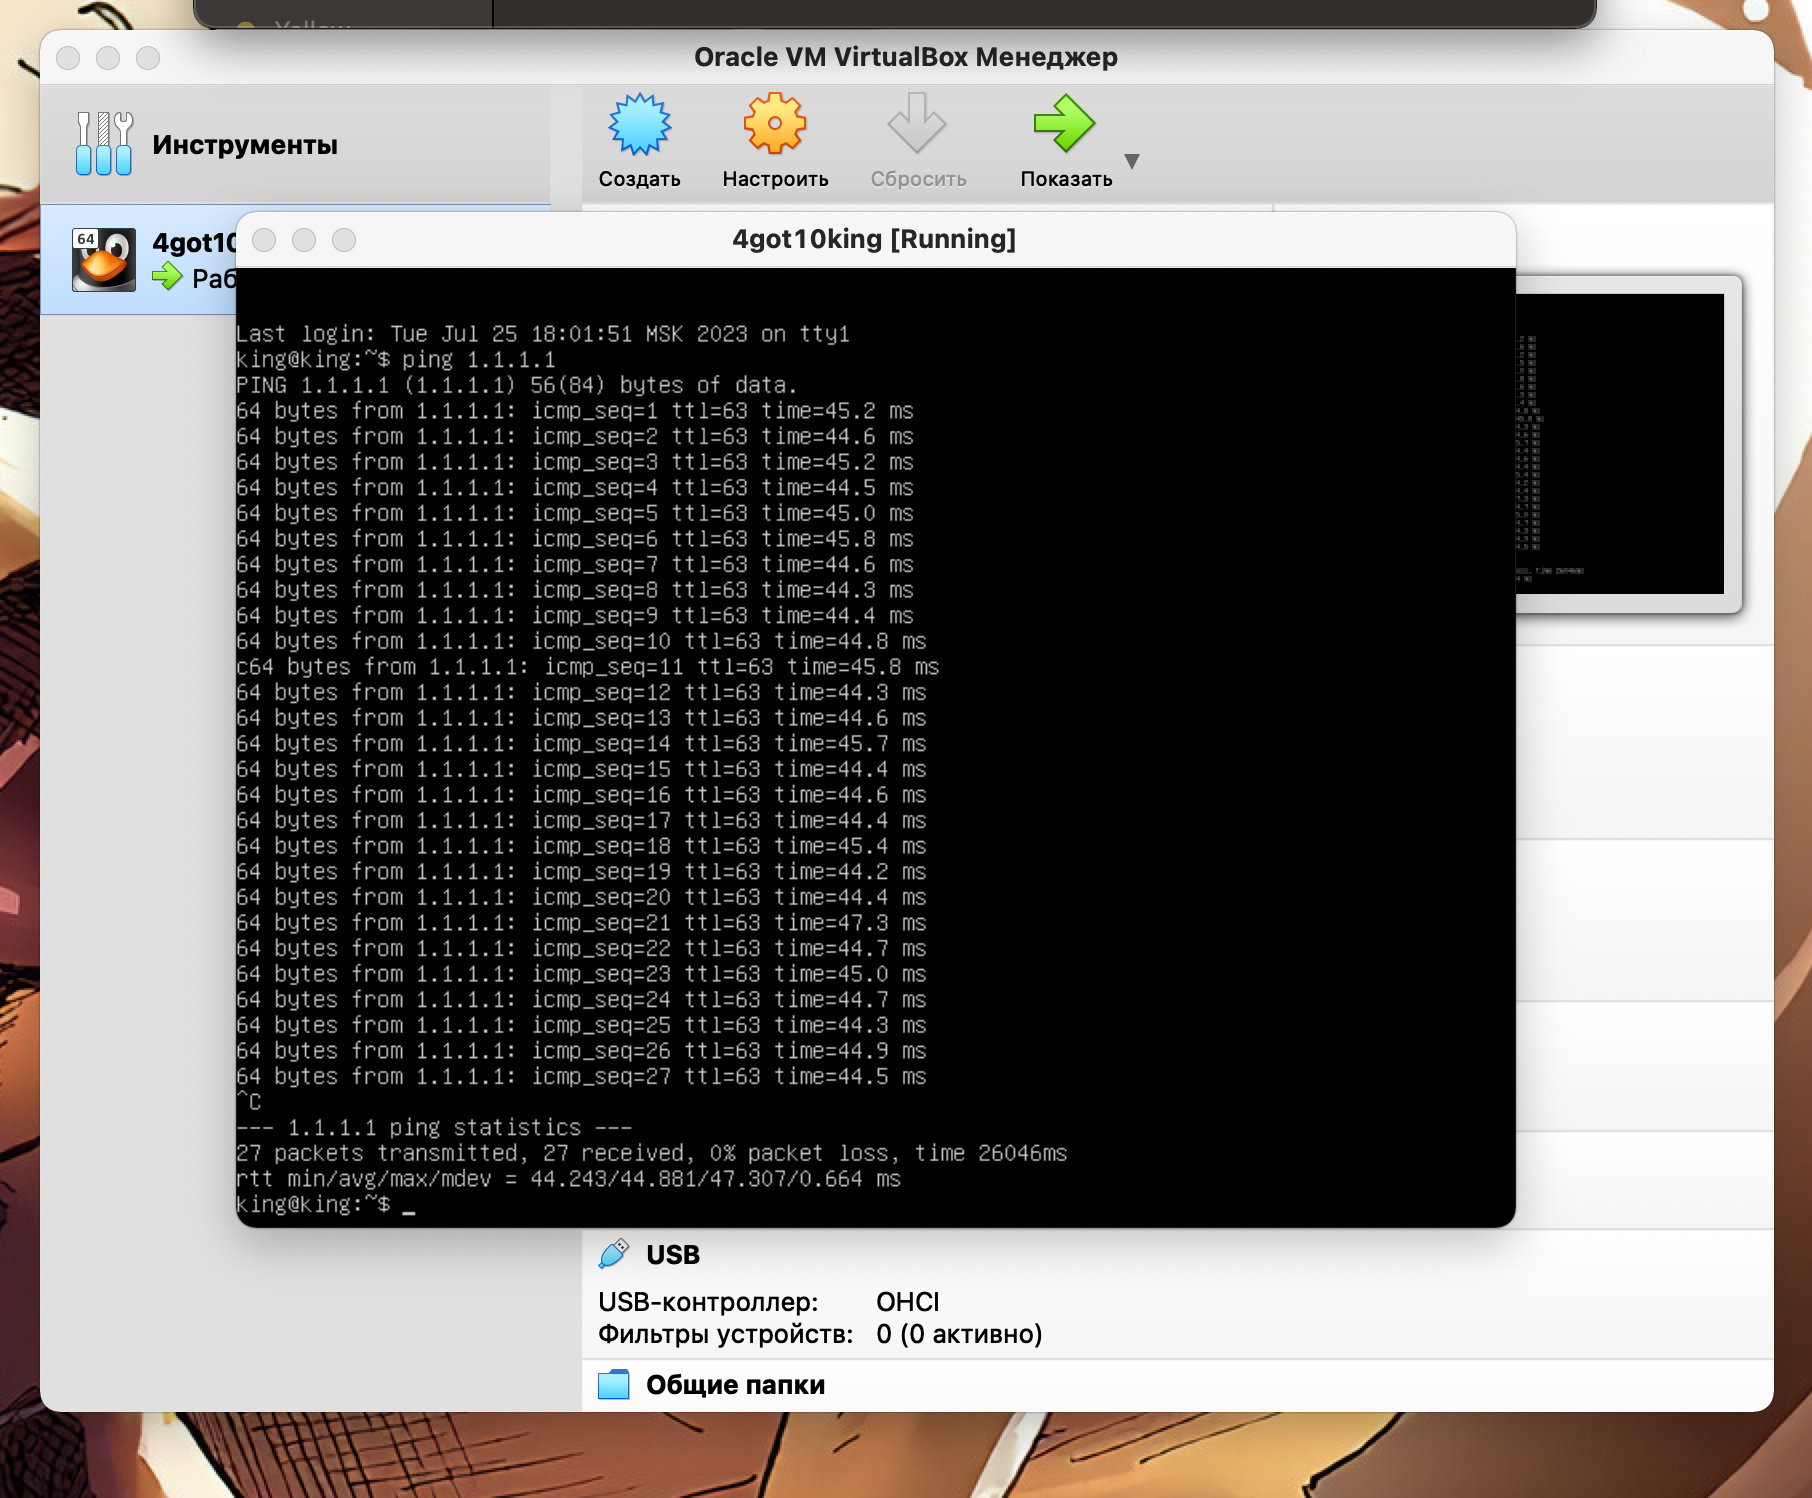 Yellow
Oracle VM VirtualBox Менеджер
Инструменты
Создать
Настроить
Сбросить
Показать
64
4got10
Раб
4got10king [Running]
Last login: Tue Jul 25 18:01:51 MSK 2023 on tty1
king@king:~$ ping 1.1.1.1
PING 1.1.1.1 (1.1.1.1) 56(84) bytes of data.
64 bytes from 1.1.1.1: icmp_seq=1 ttl=63 time=45.2 ms
64 bytes from 1.1.1.1: icmp_seq=2 ttl=63 time=44.6 ms
64 bytes from 1.1.1.1: icmp_seq=3 ttl=63 time=45.2 ms
64 bytes from 1.1.1.1: icmp_seq=4 ttl=63 time=44.5 ms
64 bytes from 1.1.1.1: icmp_seq=5 ttl=63 time=45.0 ms
64 bytes from 1.1.1.1: icmp_seq=6 ttl=63 time=45.8 ms
64 bytes from 1.1.1.1: icmp_seq=7 ttl=63 time=44.6 ms
64 bytes from 1.1.1.1: icmp_seq=8 ttl=63 time=44.3 ms
64 bytes from 1.1.1.1: icmp_seq=9 ttl=63 time=44.4 ms
64 bytes from 1.1.1.1: icmp_seq=10 ttl=63 time=44.8 ms
c64 bytes from 1.1.1.1: icmp_seq=11 ttl=63 time=45.8 ms
64 bytes from 1.1.1.1: icmp_seq=12 ttl=63 time=44.3 ms
64 bytes from 1.1.1.1: icmp_seq=13 ttl=63 time=44.6 ms
64 bytes from 1.1.1.1: icmp_seq=14 ttl=63 time=45.7 ms
64 bytes from 1.1.1.1: icmp_seq=15 ttl=63 time=44.4 ms
64 bytes from 1.1.1.1: icmp_seq=16 ttl=63 time=44.6 ms
64 bytes from 1.1.1.1: icmp_seq=17 ttl=63 time=44.4 ms
64 bytes from 1.1.1.1: icmp_seq=18 ttl=63 time=45.4 ms
64 bytes from 1.1.1.1: icmp_seq=19 ttl=63 time=44.2 ms
64 bytes from 1.1.1.1: icmp_seq=20 ttl=63 time=44.4 ms
64 bytes from 1.1.1.1: icmp_seq=21 ttl=63 time=47.3 ms
64 bytes from 1.1.1.1: icmp_seq=22 ttl=63 time=44.7 ms
64 bytes from 1.1.1.1: icmp_seq=23 ttl=63 time=45.0 ms
64 bytes from 1.1.1.1: icmp_seq=24 ttl=63 time=44.7 ms
64 bytes from 1.1.1.1: icmp_seq=25 ttl=63 time=44.3 ms
64 bytes from 1.1.1.1: icmp_seq=26 ttl=63 time=44.9 ms
64 bytes from 1.1.1.1: icmp_seq=27 ttl=63 time=44.5 ms
^C
--- 1.1.1.1 ping statistics ---
27 packets transmitted, 27 received, 0% packet loss, time 26046ms
rtt min/avg/max/mdev = 44.243/44.881/47.307/0.664 ms
king@king:~$ _
USB
USB-контроллер: OHCI
Фильтры устройств: 0 (0 активно)
Общие папки